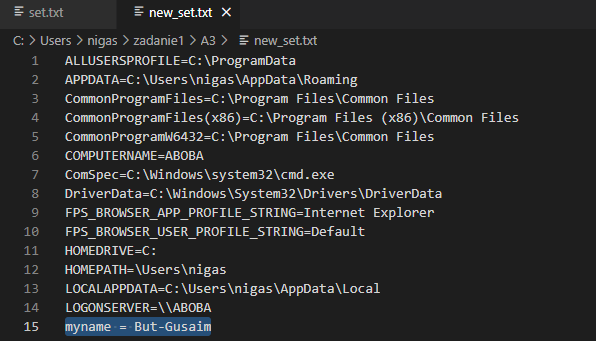 set.txt new_set.txt
C: > Users > nigas > zadanie1 > A3 > new_set.txt
1 ALLUSERSPROFILE=C:\ProgramData
2 APPDATA=C:\Users\nigas\AppData\Roaming
3 CommonProgramFiles=C:\Program Files\Common Files
4 CommonProgramFiles(x86)=C:\Program Files (x86)\Common Files
5 CommonProgramW6432=C:\Program Files\Common Files
6 COMPUTERNAME=ABOBA
7 ComSpec=C:\Windows\system32\cmd.exe
8 DriverData=C:\Windows\System32\Drivers\DriverData
9 FPS_BROWSER_APP_PROFILE_STRING=Internet Explorer
10 FPS_BROWSER_USER_PROFILE_STRING=Default
11 HOMEDRIVE=C:
12 HOMEPATH=\Users\nigas
13 LOCALAPPDATA=C:\Users\nigas\AppData\Local
14 LOGONSERVER=\\ABOBA
15 myname = But-Gusaim